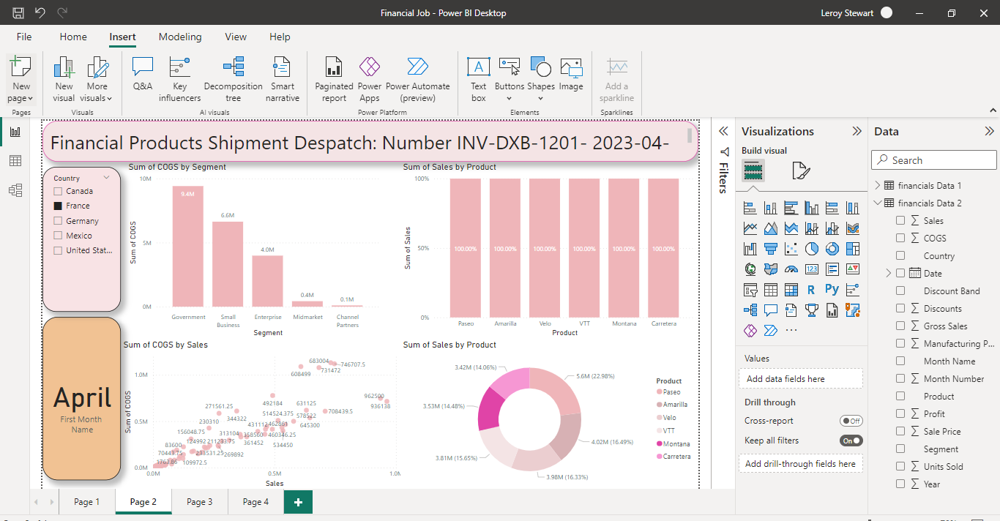 Financial Job - Power BI Desktop
Leroy Stewart
File
Home
Insert
Modeling
View
Help
New
page
New
visual
More
visuals
Q&A
Key
influencers
Decomposition
tree
Smart
narrative
Paginated
report
Power
Apps
Power Automate
(preview)
Text
box
Buttons
Shapes
Image
Add a
sparkline
Pages
Visuals
AI visuals
Power Platform
Elements
Sparklines
Financial Products Shipment Despatch: Number INV-DXB-1201- 2023-04-
Country
Canada
France
Germany
Mexico
United Stat...
April
First Month
Name
Sum of COGS by Segment
Sum of COGS
10M
5M
0M
9.4M
6.6M
4.0M
0.4M
0.1M
Government
Small
Business
Enterprise
Midmarket
Channel
Partners
Segment
Sum of Sales by Product
Sum of Sales
100%
50%
0%
100.00%
100.00%
100.00%
100.00%
100.00%
100.00%
Paseo
Amarilla
Velo
VTT
Montana
Carretera
Product
Sum of COGS by Sales
Sum of COGS
1.0M
0.5M
0.0M
683004
746707.5
608499
731472
962500
936138
492184
631125
708439.5
271561.25
514524.375
578522
344322
230310
431112
462861
645300
156048.75
313104
358560
460346.25
124992
211233.75
361452
534450
83600
70443.75
233531.25
269892
1763.86
109972.5
0.0M
0.5M
1.0M
Sales
Sum of Sales by Product
3.42M (14.06%)
5.6M (22.98%)
3.53M (14.48%)
4.02M (16.49%)
3.81M (15.65%)
3.98M (16.33%)
Product
Paseo
Amarilla
Velo
VTT
Montana
Carretera
Filters
Visualizations
Build visual
123
R
Py
Values
Add data fields here
Drill through
Cross-report
Off
Keep all filters
On
Add drill-through fields here
Data
Search
financials Data 1
financials Data 2
Sales
COGS
Country
Date
Discount Band
Discounts
Gross Sales
Manufacturing P...
Month Name
Month Number
Product
Profit
Sale Price
Segment
Units Sold
Year
Page 1
Page 2
Page 3
Page 4